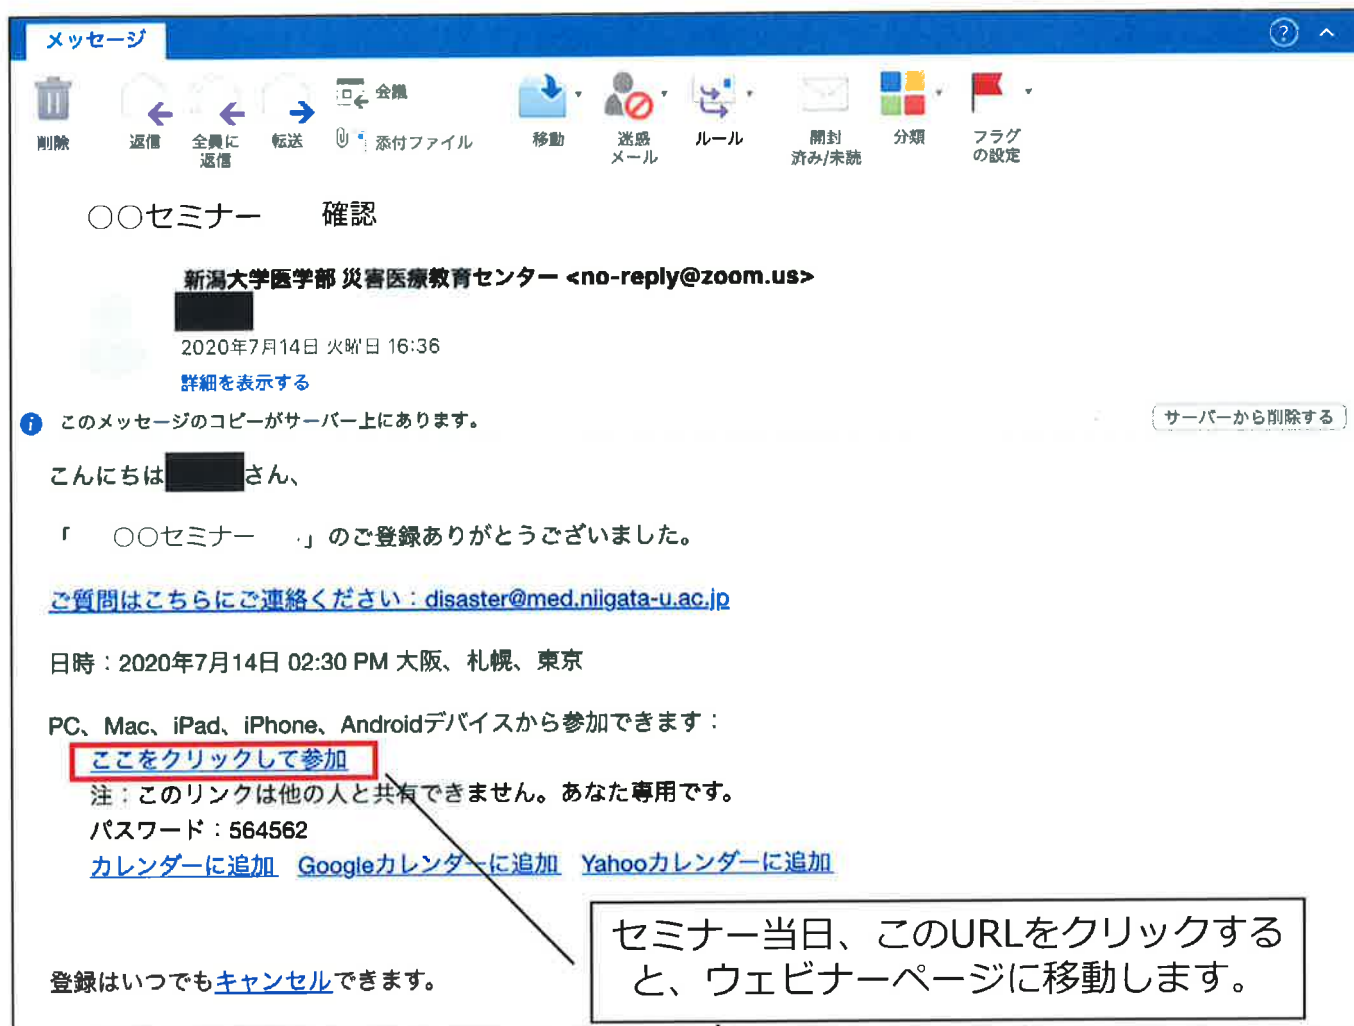 メッセージ
削除
返信
全員に
返信
転送
会議
添付ファイル
移動
迷惑
メール
ルール
開封
済み/未読
分類
フラグ
の設定
○○セミナー 確認
新潟大学医学部 災害医療教育センター <no-reply@zoom.us>
2020年7月14日 火曜日 16:36
詳細を表示する
このメッセージのコピーがサーバー上にあります。
サーバーから削除する
こんにちは さん、
「 ○○セミナー 」のご登録ありがとうございました。
ご質問はこちらにご連絡ください：disaster@med.niigata-u.ac.jp
日時：2020年7月14日 02:30 PM 大阪、札幌、東京
PC、Mac、iPad、iPhone、Androidデバイスから参加できます：
ここをクリックして参加
注：このリンクは他の人と共有できません。あなた専用です。
パスワード：564562
カレンダーに追加 Googleカレンダーに追加 Yahooカレンダーに追加
セミナー当日、このURLをクリックする
と、ウェビナーページに移動します。
登録はいつでもキャンセルできます。